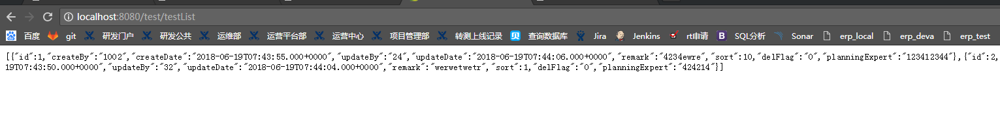 localhost:8080/test/testList
百度 git 研发门户 研发公共 运维部 运营平台部 运营中心 项目管理部 转测上线记录 查询数据库 Jira Jenkins rt申请 SQL分析 Sonar erp_local erp_deva erp_test
[{"id":1,"createBy":"1002","createDate":"2018-06-19T07:43:55.000+0000","updateBy":"24","updateDate":"2018-06-19T07:44:06.000+0000","remark":"4234ewre","sort":10,"delFlag":"0","planningExpert":"123412344"},{"id":2,
19T07:43:50.000+0000","updateBy":"32","updateDate":"2018-06-19T07:44:04.000+0000","remark":"werwetwetr","sort":1,"delFlag":"0","planningExpert":"424214"}]